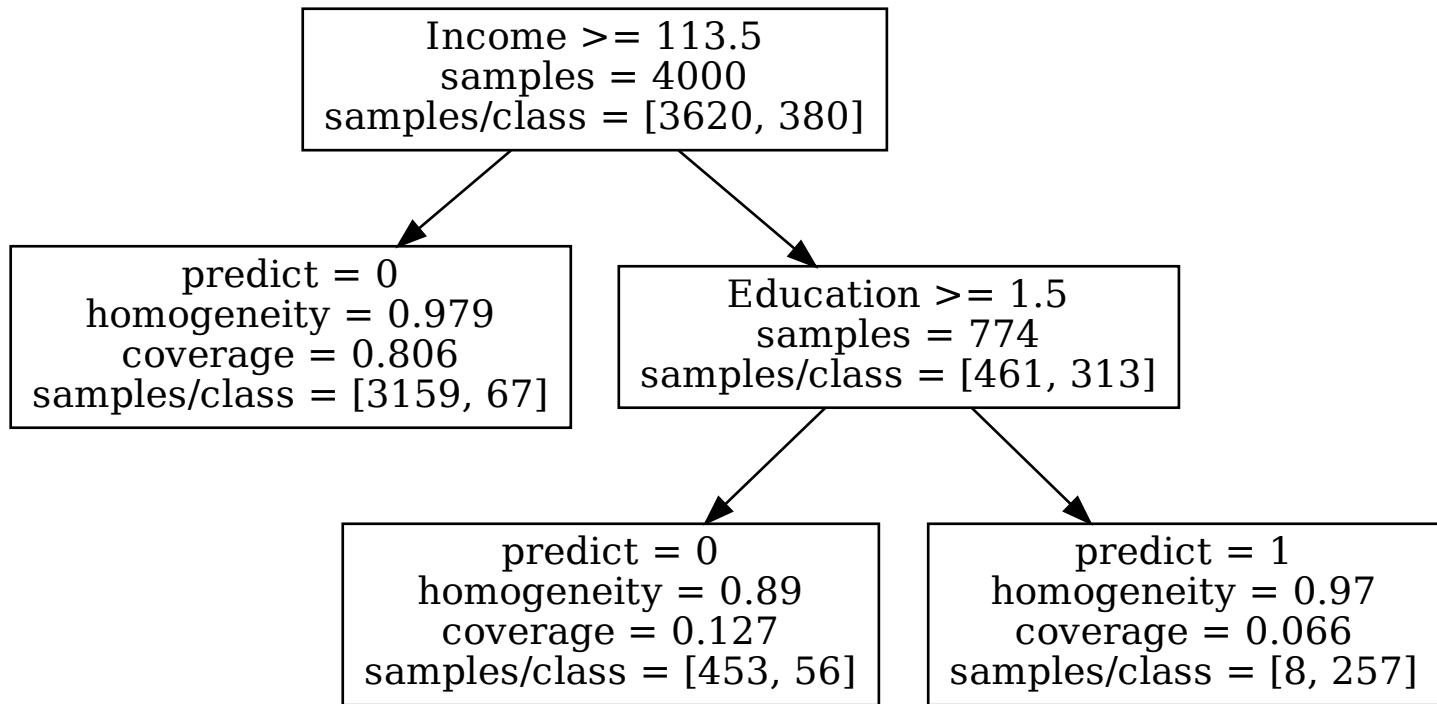 Income >= 113.5
samples = 4000
samples/class = [3620, 380]
predict = 0
homogeneity = 0.979
coverage = 0.806
samples/class = [3159, 67]
Education >= 1.5
samples = 774
samples/class = [461, 313]
predict = 0
homogeneity = 0.89
coverage = 0.127
samples/class = [453, 56]
predict = 1
homogeneity = 0.97
coverage = 0.066
samples/class = [8, 257]